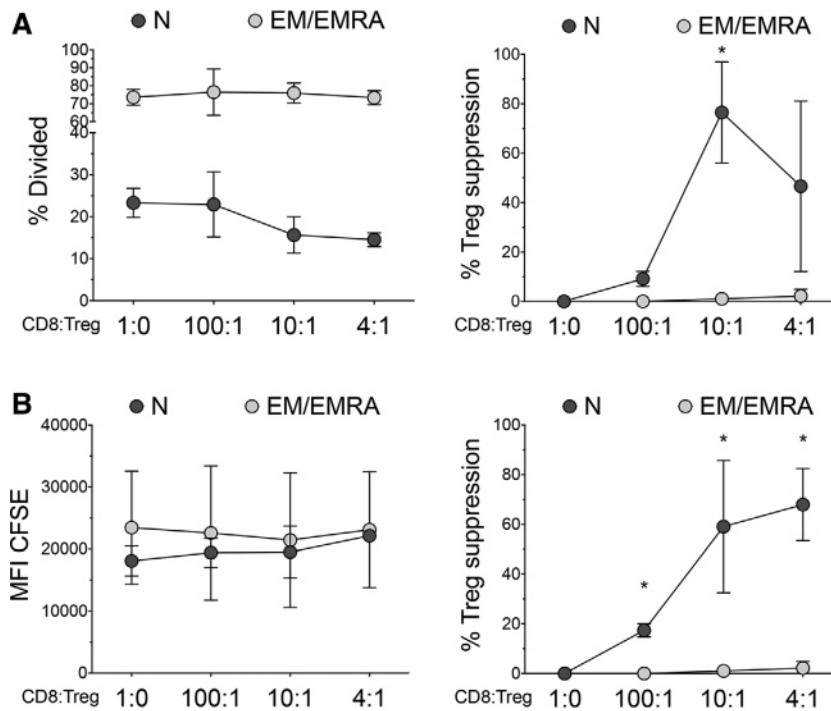 A
N EM/EMRA
% Divided
100
90
80
70
60
40
30
20
10
0
CD8:Treg 1:0 100:1 10:1 4:1
N EM/EMRA
% Treg suppression
100
80
60
40
20
0
*
CD8:Treg 1:0 100:1 10:1 4:1
B
N EM/EMRA
MFI CFSE
40000
30000
20000
10000
0
CD8:Treg 1:0 100:1 10:1 4:1
N EM/EMRA
% Treg suppression
100
80
60
40
20
0
* * *
CD8:Treg 1:0 100:1 10:1 4:1